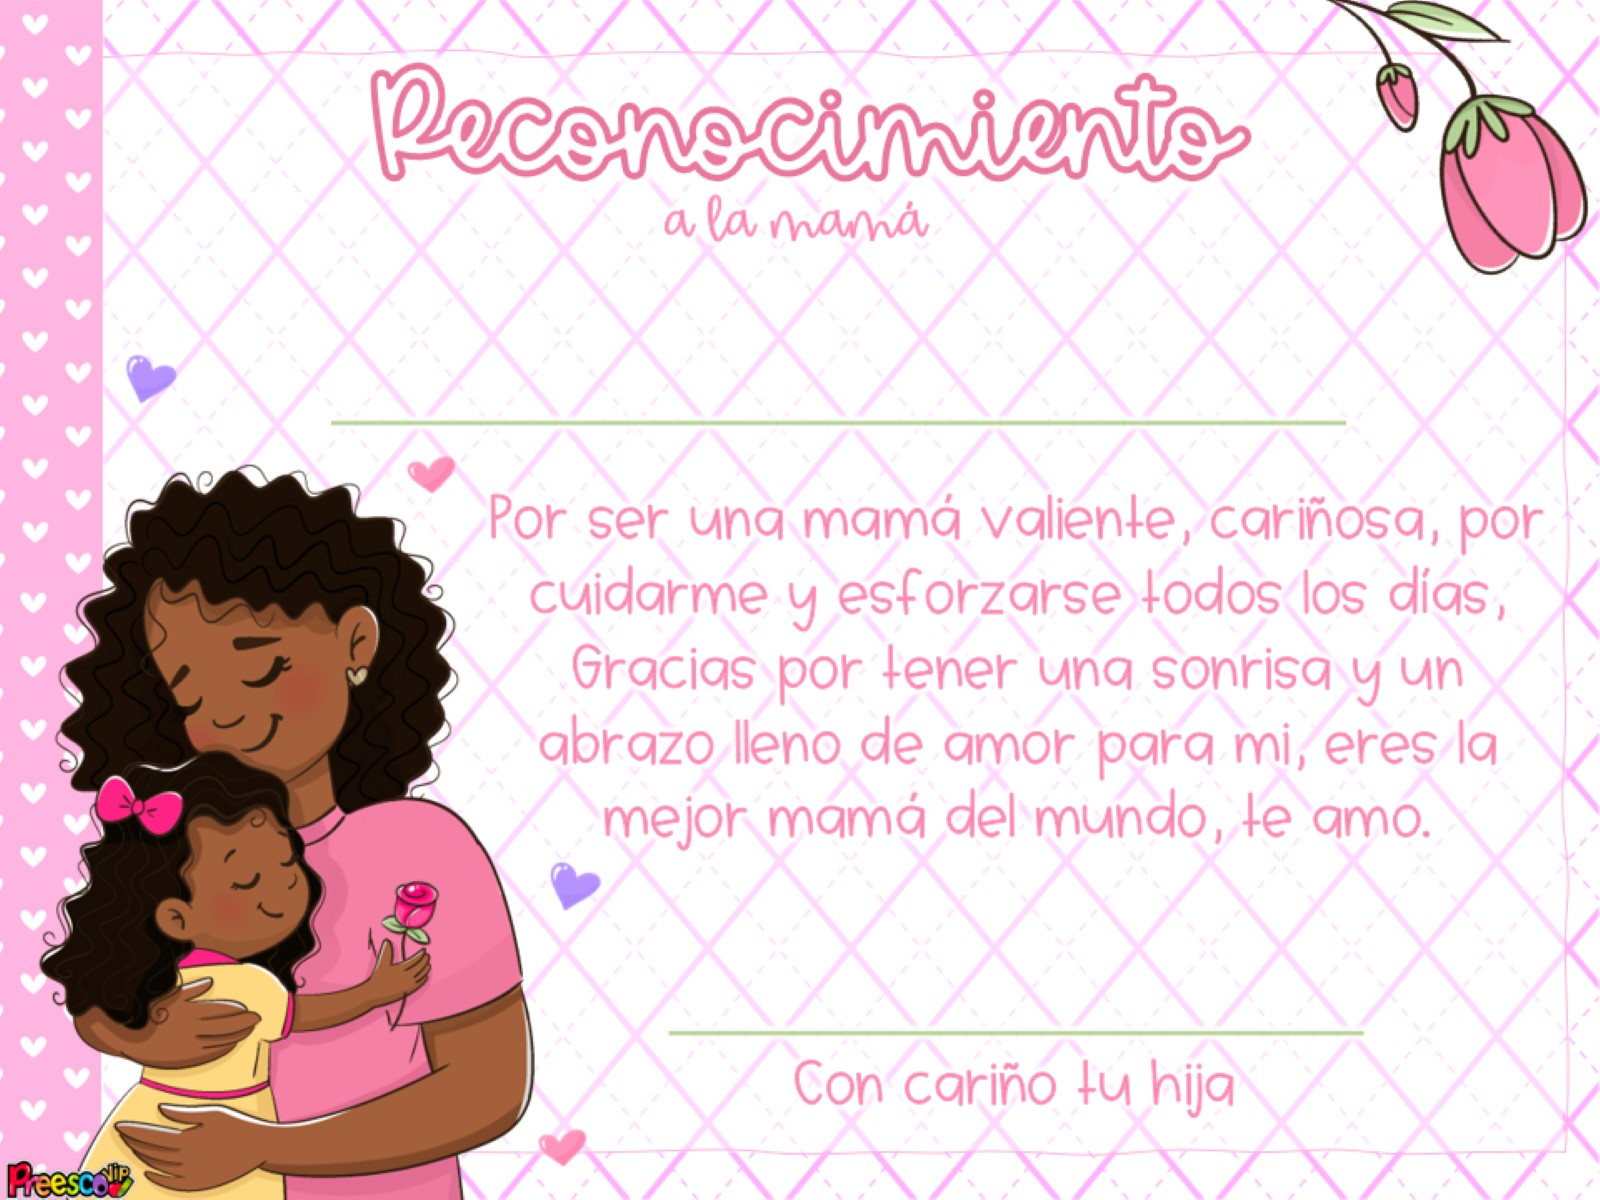 Reconocimiento
a la mamá
Por ser una mamá valiente, cariñosa, por
cuidarme y esforzarse todos los días,
Gracias por tener una sonrisa y un
abrazo lleno de amor para mi, eres la
mejor mamá del mundo, te amo.
Con cariño tu hija
Preesco vip